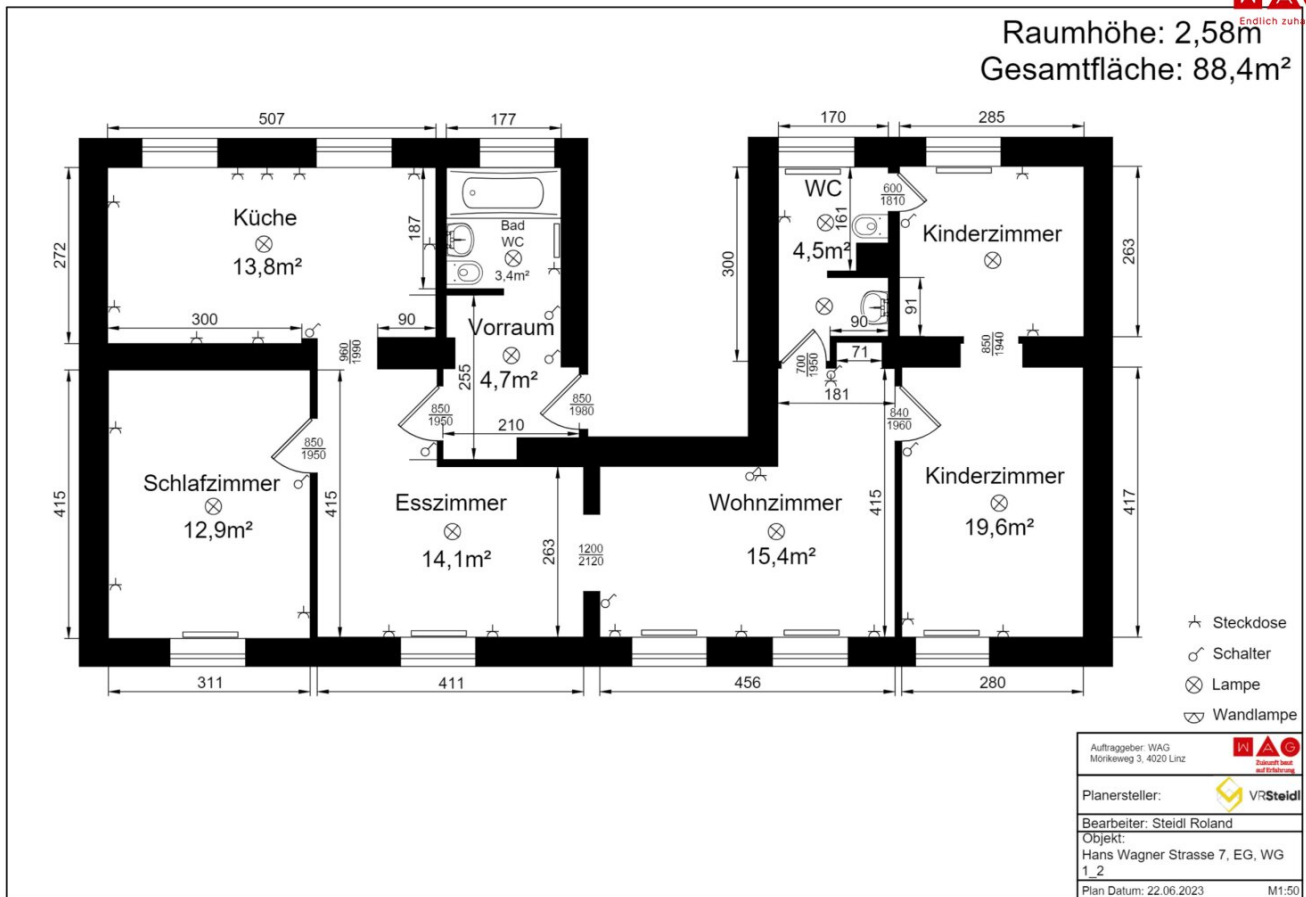 WAG
Endlich zuha
Raumhöhe: 2,58m
Gesamtfläche: 88,4m²
507
177
170
285
272
Küche
13,8m²
187
300
90
960
1990
Bad
WC
3,4m²
Vorraum
4,7m²
255
210
850
1950
850
1980
300
WC
161
4,5m²
600
1810
Kinderzimmer
263
91
90
71
700
1950
181
850
1940
840
1960
415
Schlafzimmer
12,9m²
850
1950
415
Esszimmer
14,1m²
263
1200
2120
Wohnzimmer
15,4m²
415
Kinderzimmer
19,6m²
417
311
411
456
280
Steckdose
Schalter
Lampe
Wandlampe
Auftraggeber: WAG
Mörikeweg 3, 4020 Linz
WAG
Zukunft baut
auf Erfahrung
Planersteller:
VRSteidl
Bearbeiter: Steidl Roland
Objekt:
Hans Wagner Strasse 7, EG, WG
1_2
Plan Datum: 22.06.2023
M1:50